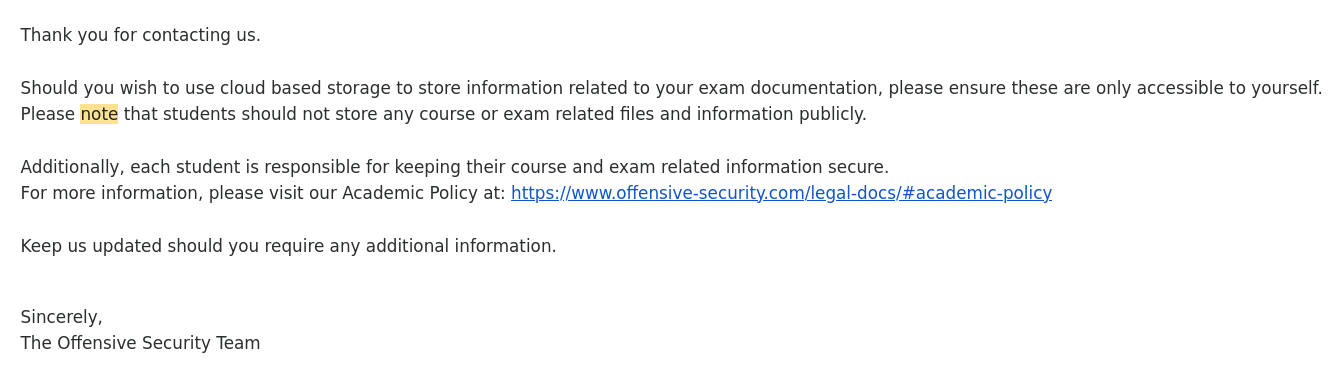 Thank you for contacting us.
Should you wish to use cloud based storage to store information related to your exam documentation, please ensure these are only accessible to yourself.
Please note that students should not store any course or exam related files and information publicly.
Additionally, each student is responsible for keeping their course and exam related information secure.
For more information, please visit our Academic Policy at: https://www.offensive-security.com/legal-docs/#academic-policy
Keep us updated should you require any additional information.
Sincerely,
The Offensive Security Team